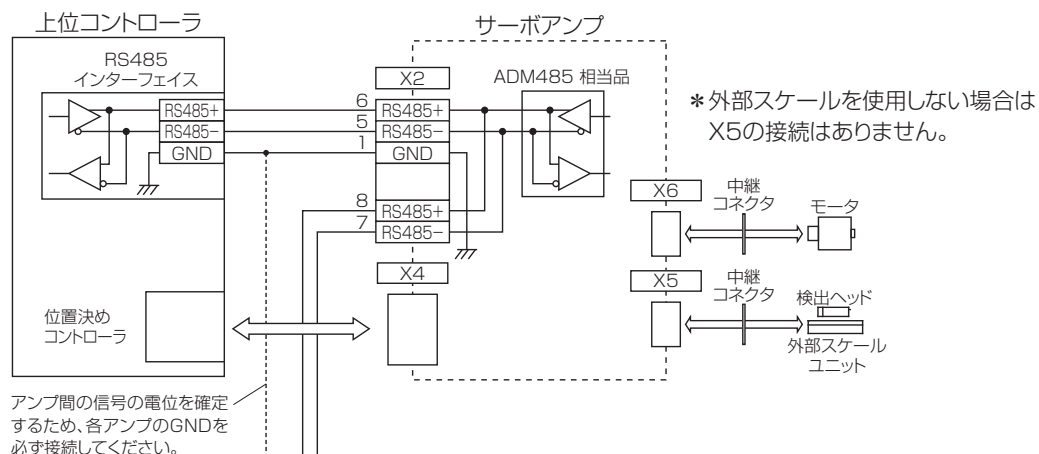 上位コントローラ
サーボアンプ
RS485
インターフェイス
X2
ADM485 相当品
RS485+
6
RS485+
RS485−
5
RS485−
GND
1
GND
8
RS485+
7
RS485−
＊外部スケールを使用しない場合は
X5の接続はありません。
X6
中継
コネクタ
モータ
X4
X5
中継
コネクタ
検出ヘッド
外部スケール
ユニット
位置決め
コントローラ
アンプ間の信号の電位を確定
するため、各アンプのGNDを
必ず接続してください。